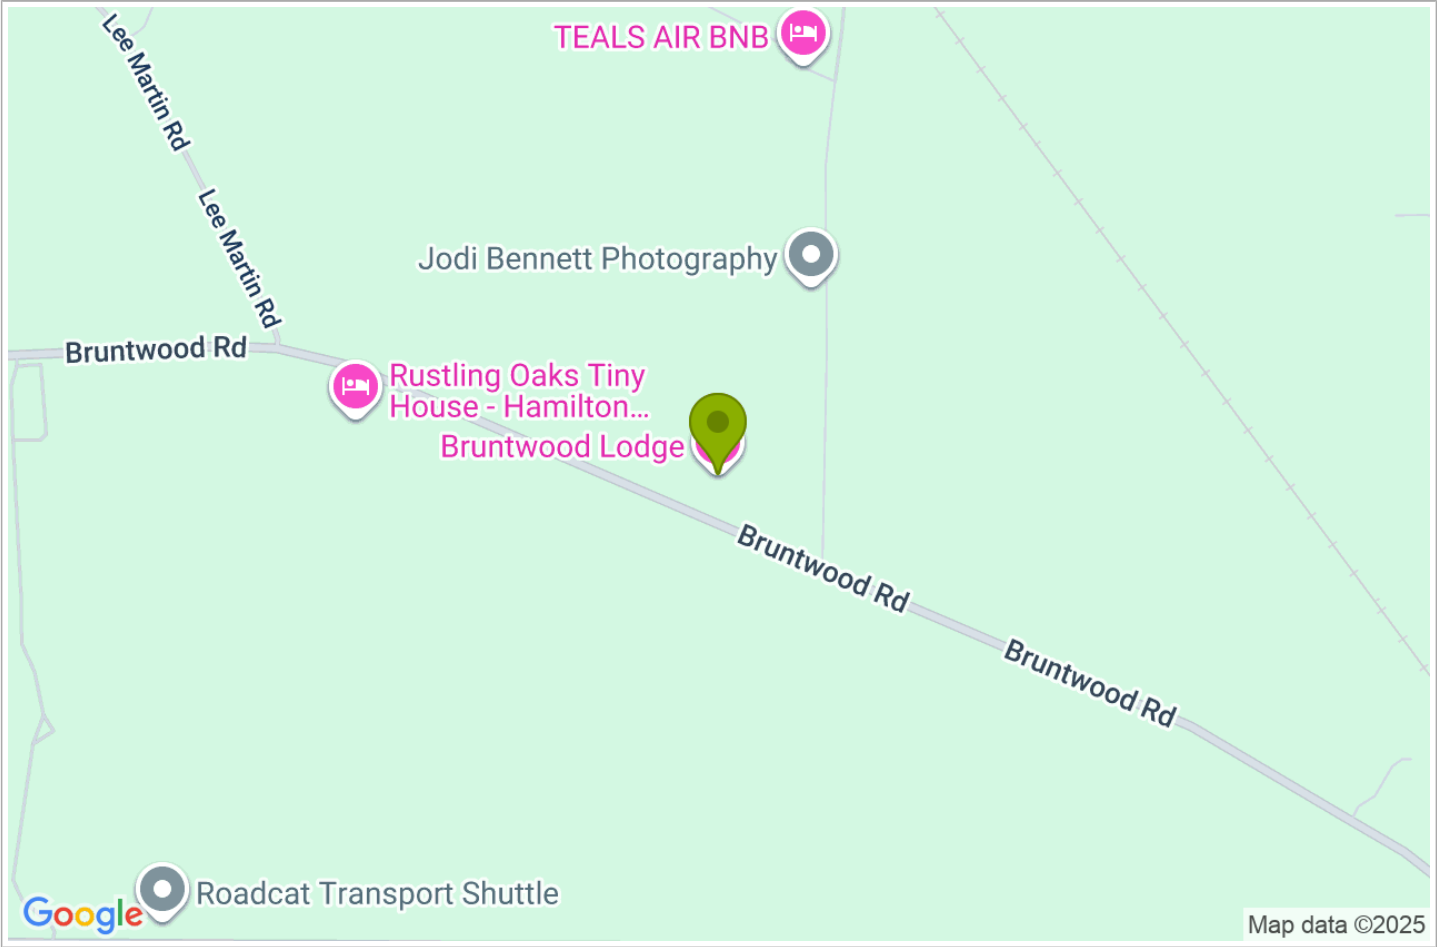 TEALS AIR BNB
Lee Martin Rd
Lee Martin Rd
Jodi Bennett Photography
Bruntwood Rd
Rustling Oaks Tiny
House - Hamilton...
Bruntwood Lodge
Bruntwood Rd
Bruntwood Rd
Roadcat Transport Shuttle
Google
Map data ©2025